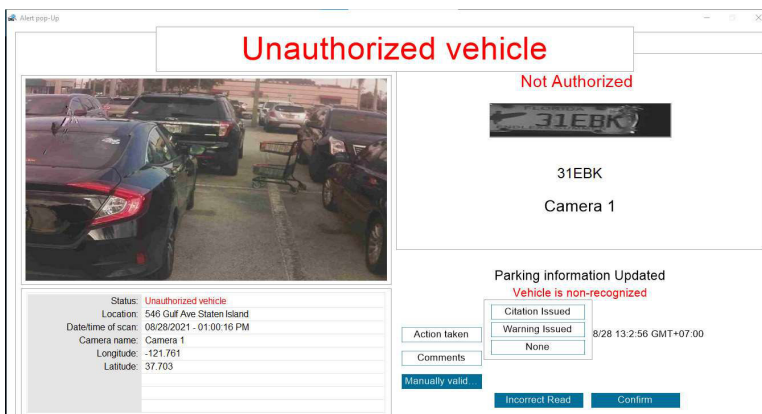 Alert pop-Up
Unauthorized vehicle
Not Authorized
FLORIDA
31EBK
31EBK
Camera 1
Parking information Updated
Vehicle is non-recognized
Status: Unauthorized vehicle
Location: 546 Gulf Ave Staten Island
Date/time of scan: 08/28/2021 - 01:00:16 PM
Camera name: Camera 1
Longitude: -121.761
Latitude: 37.703
Action taken
Citation Issued
Warning Issued
None
8/28 13:2:56 GMT+07:00
Comments
Manually valid...
Incorrect Read
Confirm